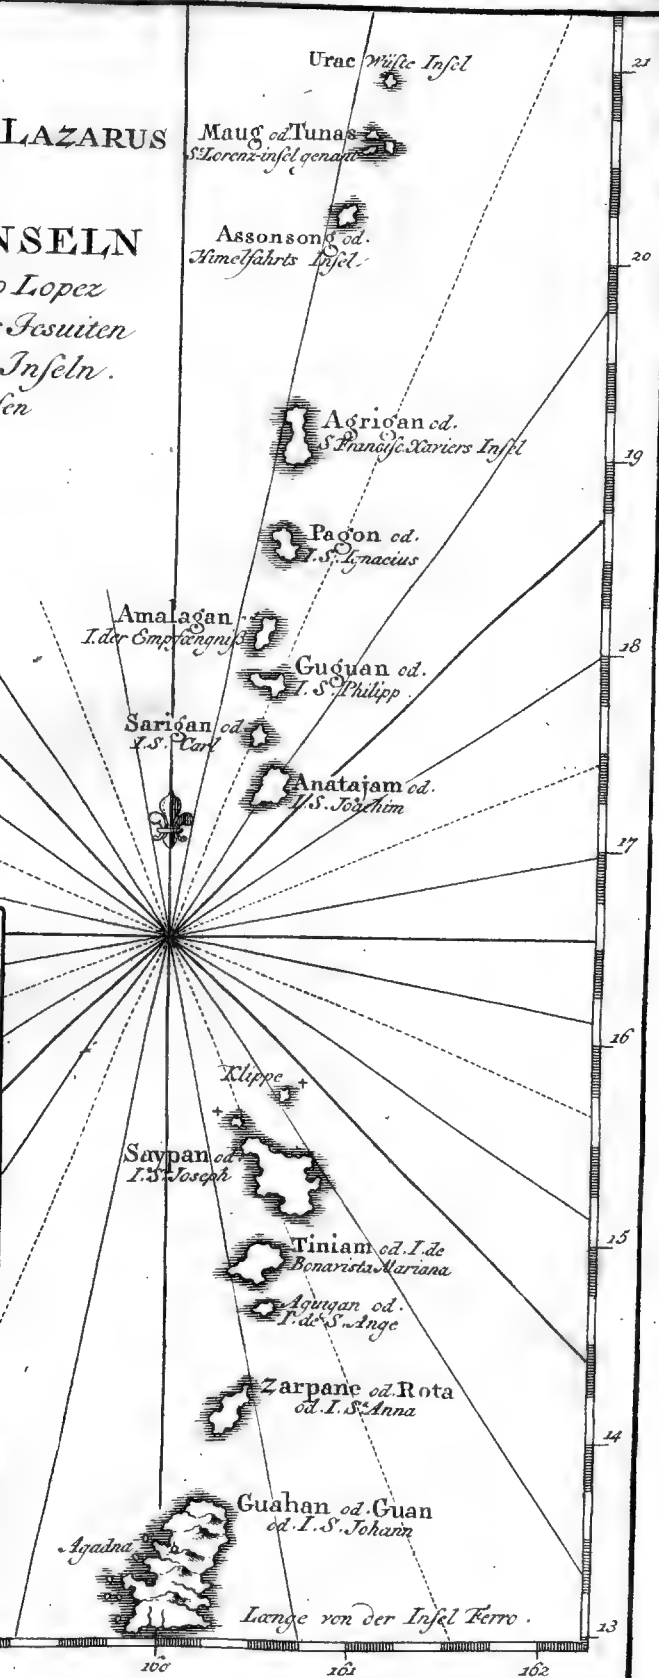 Urac Wüste Insel
21
LAZARUS
Maug od Tunas
S.t Lorenz-insel genant
NSELN
Assonsong od.
Himelfahrts Insel.
20
o Lopez
Jesuiten
Inseln.
sen
Agrigan od.
S Francisc. Xaviers Insel
19
Pagon od.
I. S. Ignacius
Amalagan
I. der Empfængniß
18
Guguan od.
I. S. Philipp
Sarigan od
I. S. Carl
Anatajam od.
I. S. Joachim
17
16
Klippe
Saypan od
I. S. Joseph
15
Tiniam od. I. de
Bonavista Mariana
Aguigan od.
I. de S. Ange
Zarpane od. Rota
od. I. S.t Anna
14
Guahan od. Guan
od. I. S. Johann
Agadna
Længe von der Insel Ferro.
13
160
161
162